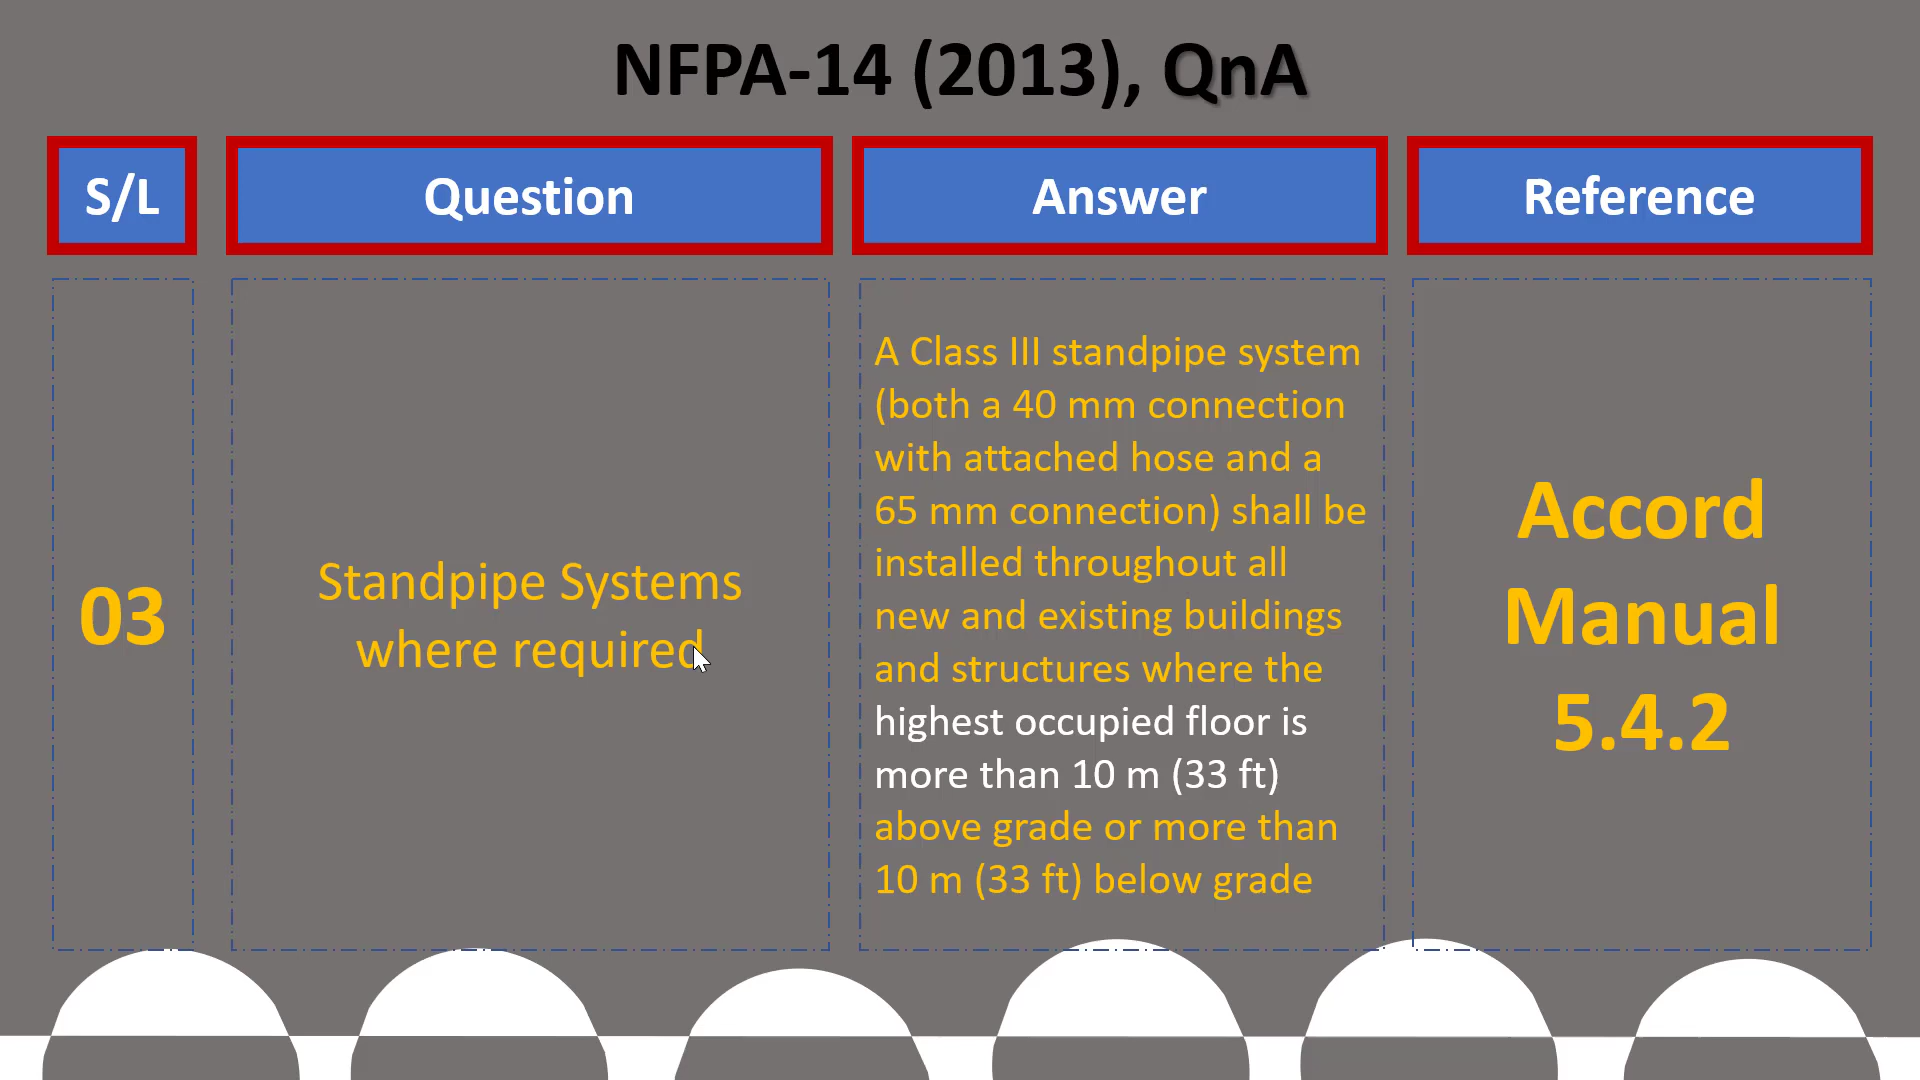 NFPA-14 (2013), QnA
S/L
Question
Answer
Reference
03
Standpipe Systems
where required
A Class III standpipe system
(both a 40 mm connection
with attached hose and a
65 mm connection) shall be
installed throughout all
new and existing buildings
and structures where the
highest occupied floor is
more than 10 m (33 ft)
above grade or more than
10 m (33 ft) below grade
Accord
Manual
5.4.2